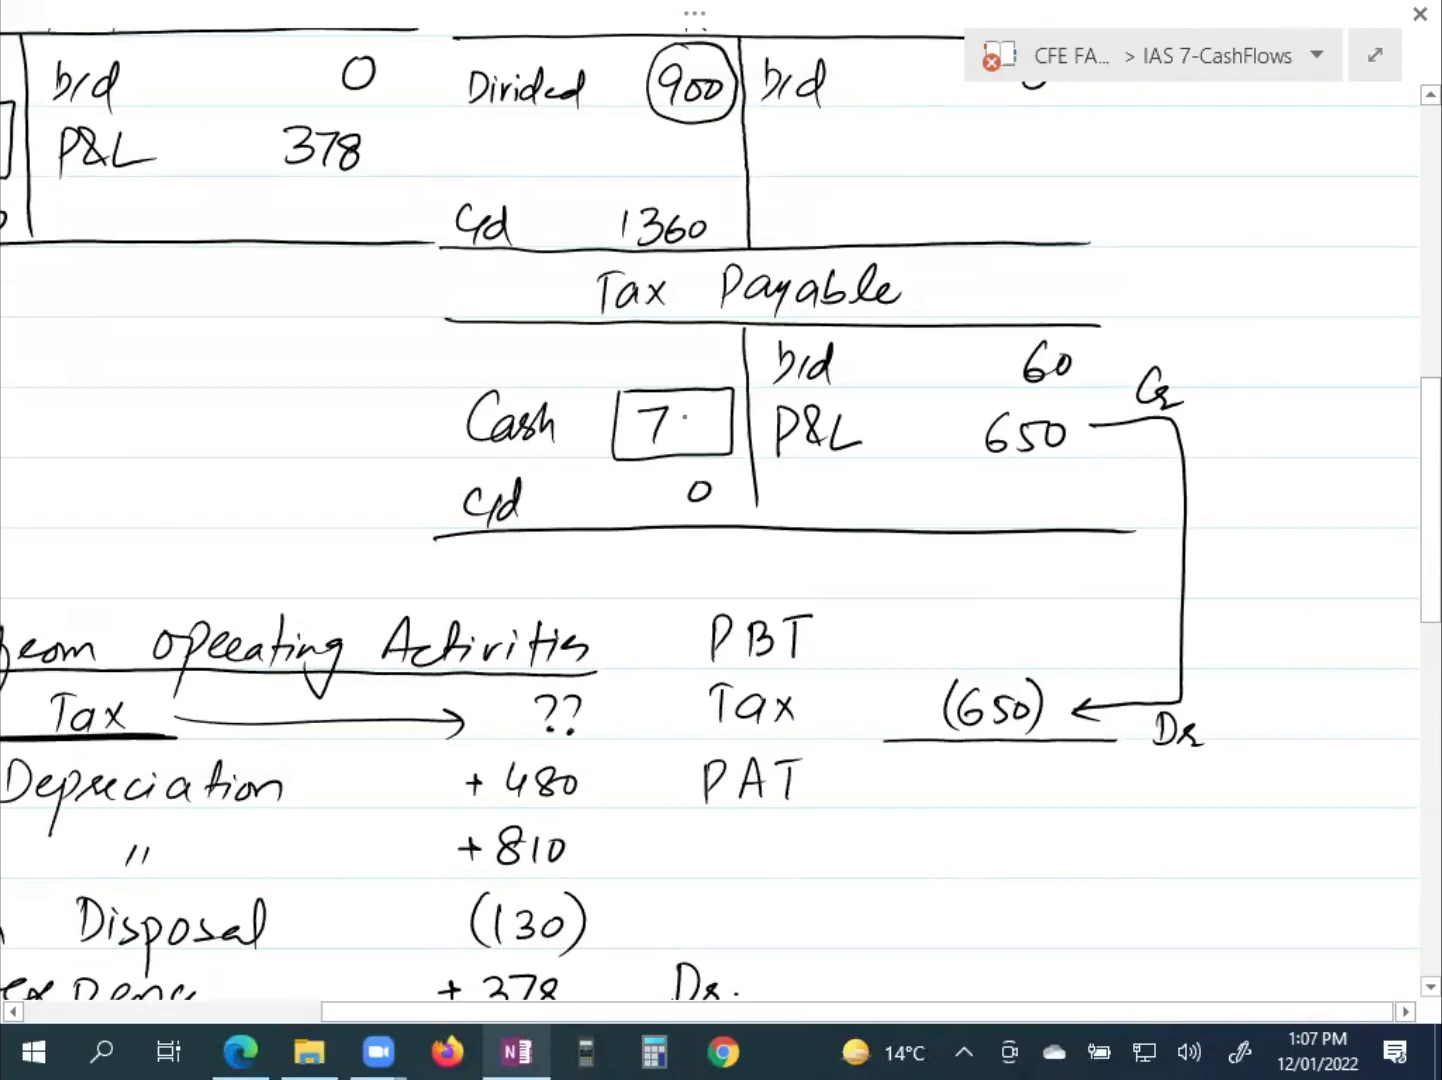 CFE FA... > IAS 7-CashFlows
b/d 0
P&L 378
Divided 900 b/d
c/d 1360
Tax Payable
b/d 60
Cr
Cash 7 P&L 650
c/d 0
operating Activities PBT
Tax ?? Tax (650)
Dr
Depreciation + 480 PAT
" + 810
Disposal (130)
+ 378 Dr.
14°C
1:07 PM
12/01/2022